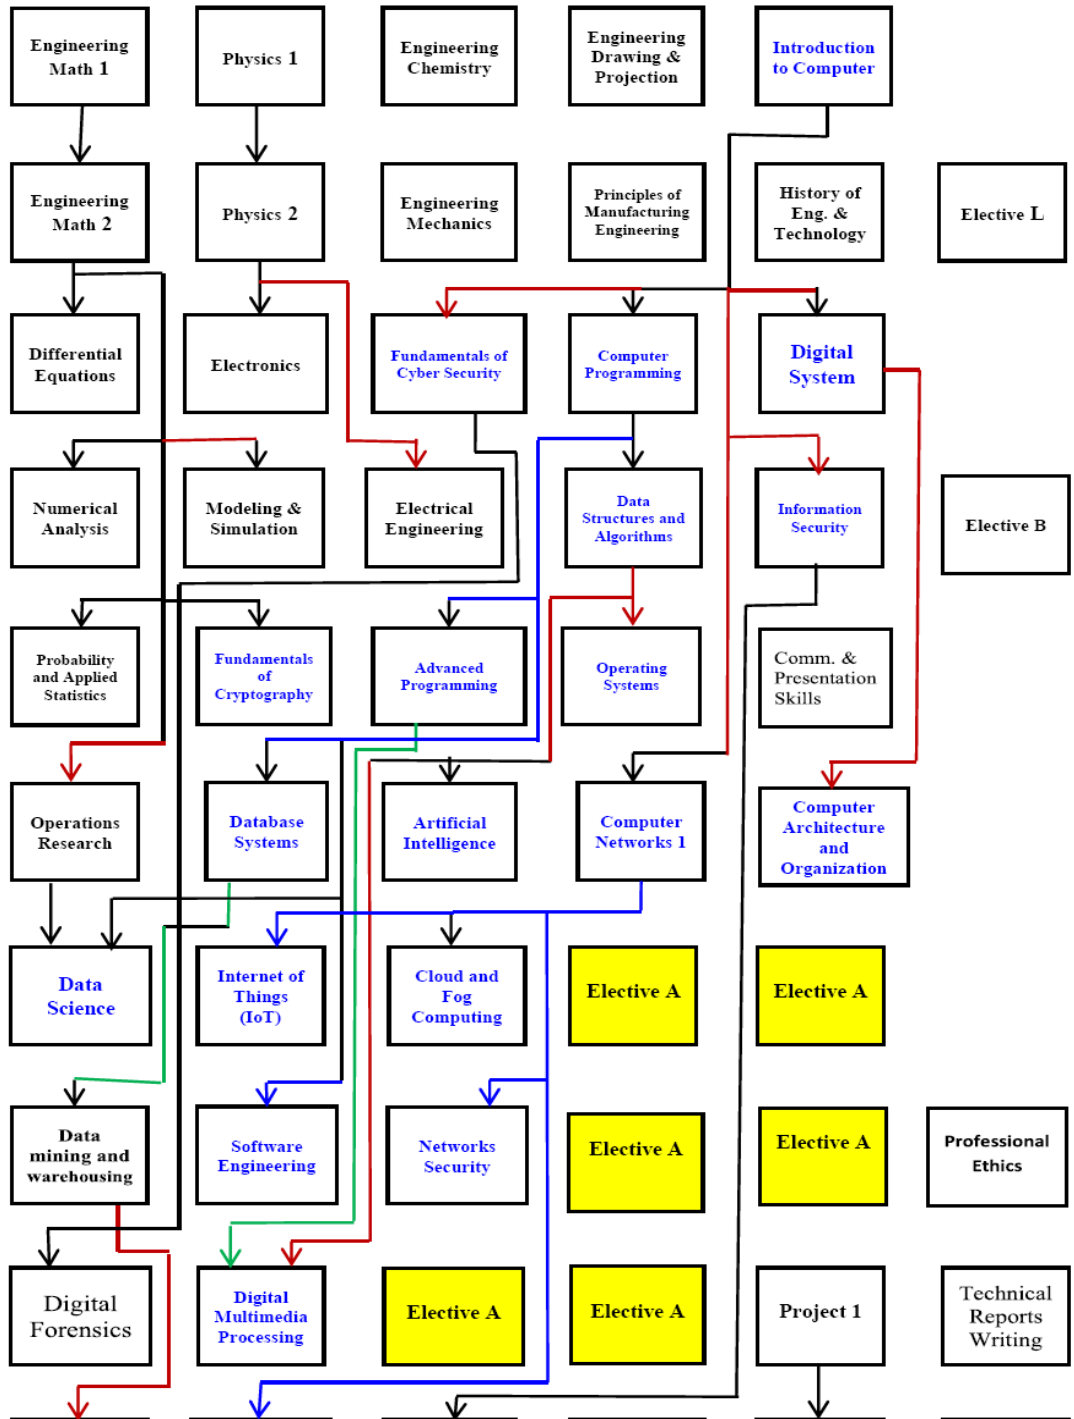 Engineering
Math 1
Physics 1
Engineering
Chemistry
Engineering
Drawing &
Projection
Introduction
to Computer
Engineering
Math 2
Physics 2
Engineering
Mechanics
Principles of
Manufacturing
Engineering
History of
Eng. &
Technology
Elective L
Differential
Equations
Electronics
Fundamentals of
Cyber Security
Computer
Programming
Digital
System
Numerical
Analysis
Modeling &
Simulation
Electrical
Engineering
Data
Structures and
Algorithms
Information
Security
Elective B
Probability
and Applied
Statistics
Fundamentals
of
Cryptography
Advanced
Programming
Operating
Systems
Comm. &
Presentation
Skills
Operations
Research
Database
Systems
Artificial
Intelligence
Computer
Networks 1
Computer
Architecture
and
Organization
Data
Science
Internet of
Things
(IoT)
Cloud and
Fog
Computing
Elective A
Elective A
Data
mining and
warehousing
Software
Engineering
Networks
Security
Elective A
Elective A
Professional
Ethics
Digital
Forensics
Digital
Multimedia
Processing
Elective A
Elective A
Project 1
Technical
Reports
Writing